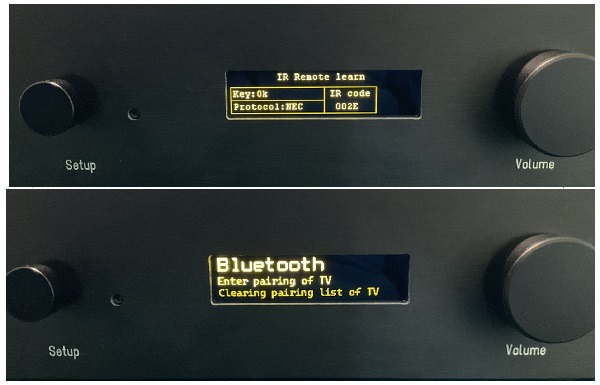 IR Remote learn
Key:Ok
IR code
Protocol:NEC
002E
Setup
Volume
Bluetooth
Enter pairing of TV
Clearing pairing list of TV
Setup
Volume